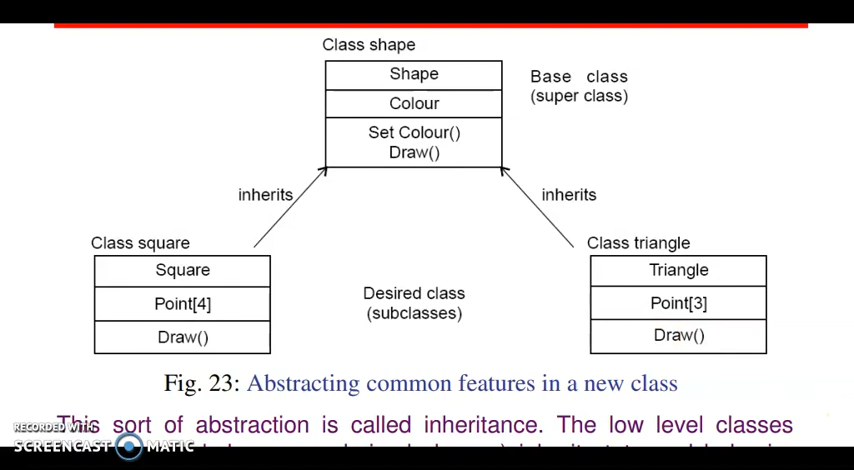 Class shape
Shape
Colour
Set Colour()
Draw()
Base class
(super class)
inherits
inherits
Class square
Square
Point[4]
Draw()
Desired class
(subclasses)
Class triangle
Triangle
Point[3]
Draw()
Fig. 23: Abstracting common features in a new class
This sort of abstraction is called inheritance. The low level classes
RECORDED WITH
SCREENCAST MATIC